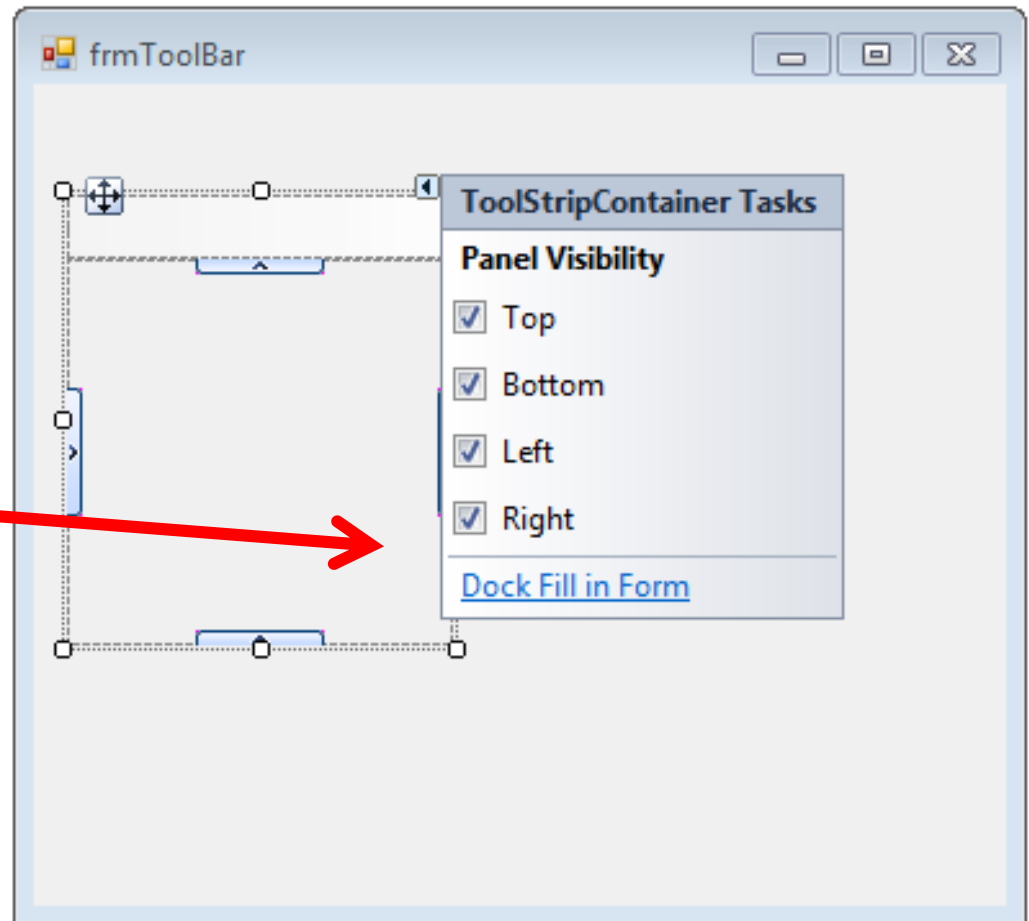 frmToolBar
ToolStripContainer Tasks
Panel Visibility
Top
Bottom
Left
Right
Dock Fill in Form